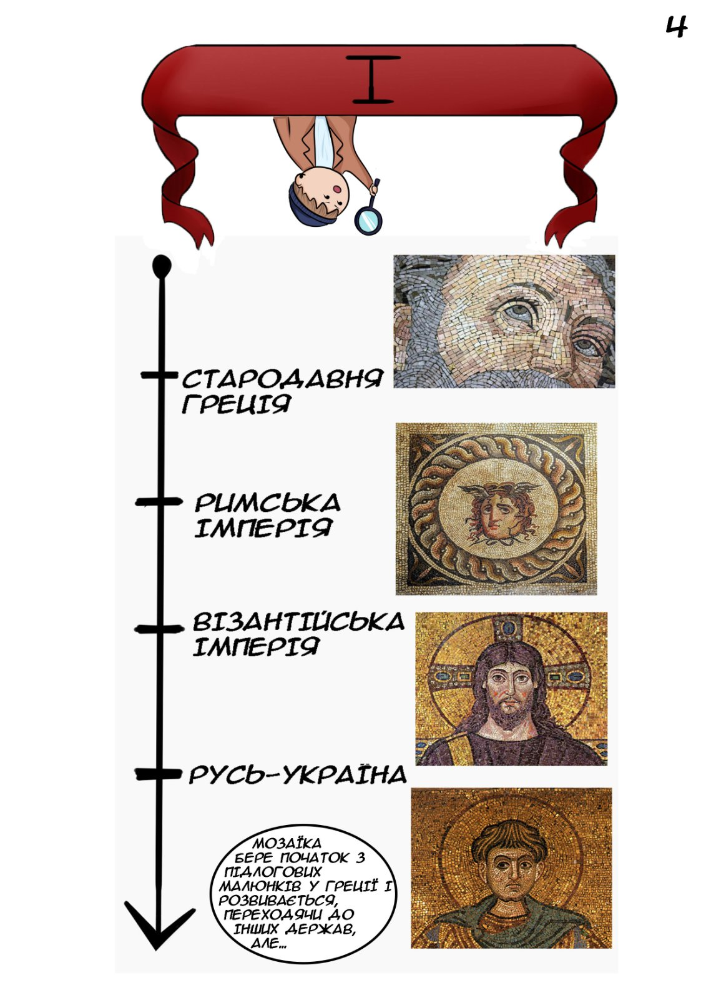 4
I
СТАРОДАВНЯ
ГРЕЦІЯ
РИМСЬКА
ІМПЕРІЯ
ВІЗАНТІЙСЬКА
ІМПЕРІЯ
РУСЬ-УКРАЇНА
МОЗАЇКА
БЕРЕ ПОЧАТОК З
ПІДЛОГОВИХ
МАЛЮНКІВ У ГРЕЦІЇ І
РОЗВИВАЄТЬСЯ,
ПЕРЕХОДЯЧИ ДО
ІНШИХ ДЕРЖАВ,
АЛЕ...